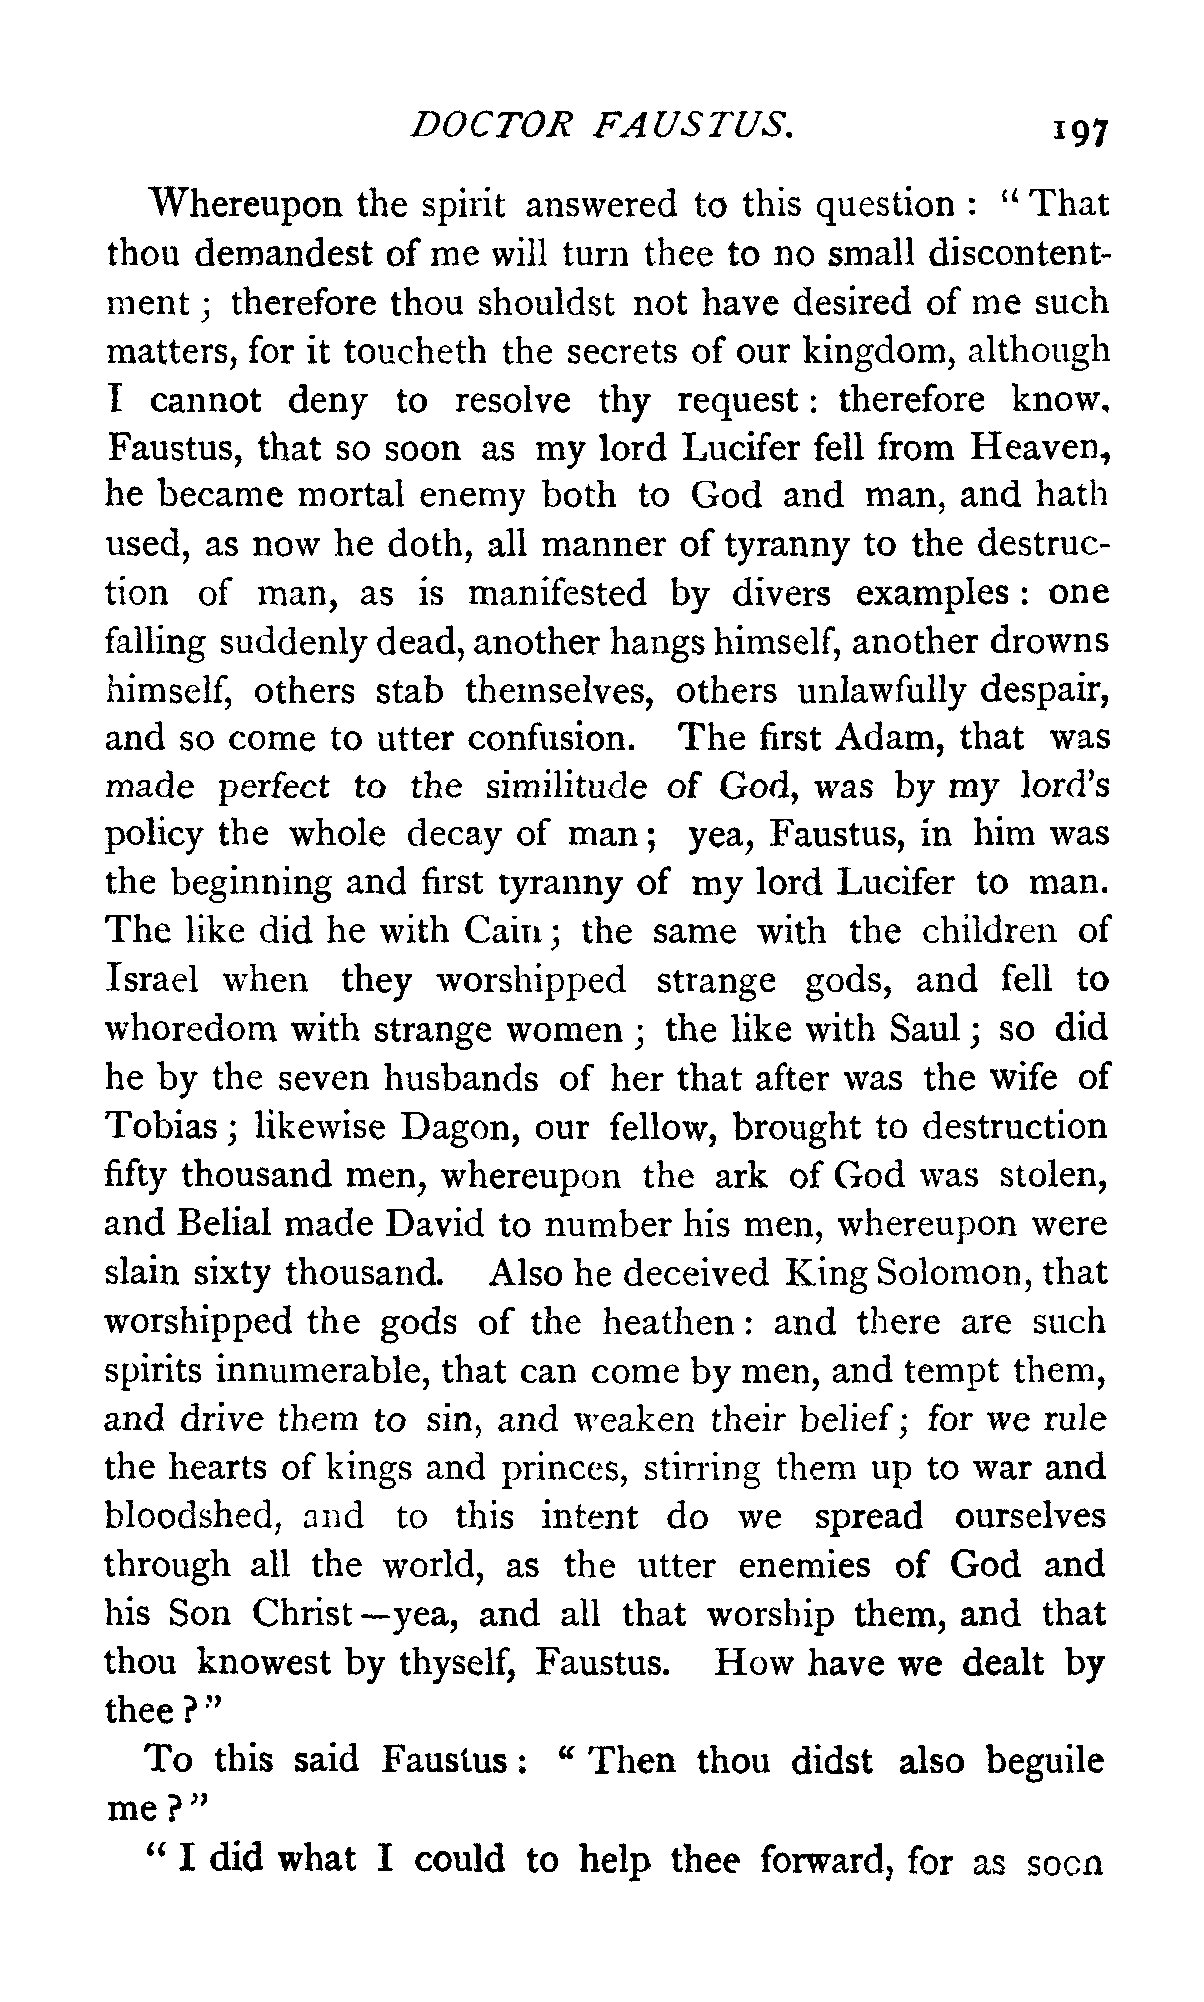 DOCTOR FAUSTUS. 197
Whereupon the spirit answered to this question : " That
thou demandest of me will turn thee to no small discontent-
ment ; therefore thou shouldst not have desired of me such
matters, for it toucheth the secrets of our kingdom, although
I cannot deny to resolve thy request : therefore know.
Faustus, that so soon as my lord Lucifer fell from Heaven,
he became mortal enemy both to God and man, and hath
used, as now he doth, all manner of tyranny to the destruc-
tion of man, as is manifested by divers examples : one
falling suddenly dead, another hangs himself, another drowns
himself, others stab themselves, others unlawfully despair,
and so come to utter confusion. The first Adam, that was
made perfect to the similitude of God, was by my lord's
policy the whole decay of man ; yea, Faustus, in him was
the beginning and first tyranny of my lord Lucifer to man.
The like did he with Cain ; the same with the children of
Israel when they worshipped strange gods, and fell to
whoredom with strange women ; the like with Saul ; so did
he by the seven husbands of her that after was the wife of
Tobias ; likewise Dagon, our fellow, brought to destruction
fifty thousand men, whereupon the ark of God was stolen,
and Belial made David to number his men, whereupon were
slain sixty thousand. Also he deceived King Solomon, that
worshipped the gods of the heathen : and there are such
spirits innumerable, that can come by men, and tempt them,
and drive them to sin, and weaken their belief ; for we rule
the hearts of kings and princes, stirring them up to war and
bloodshed, and to this intent do we spread ourselves
through all the world, as the utter enemies of God and
his Son Christ—yea, and all that worship them, and that
thou knowest by thyself, Faustus. How have we dealt by
thee ?"
To this said Faustus : " Then thou didst also beguile
me ?"
" I did what I could to help thee forward, for as soon